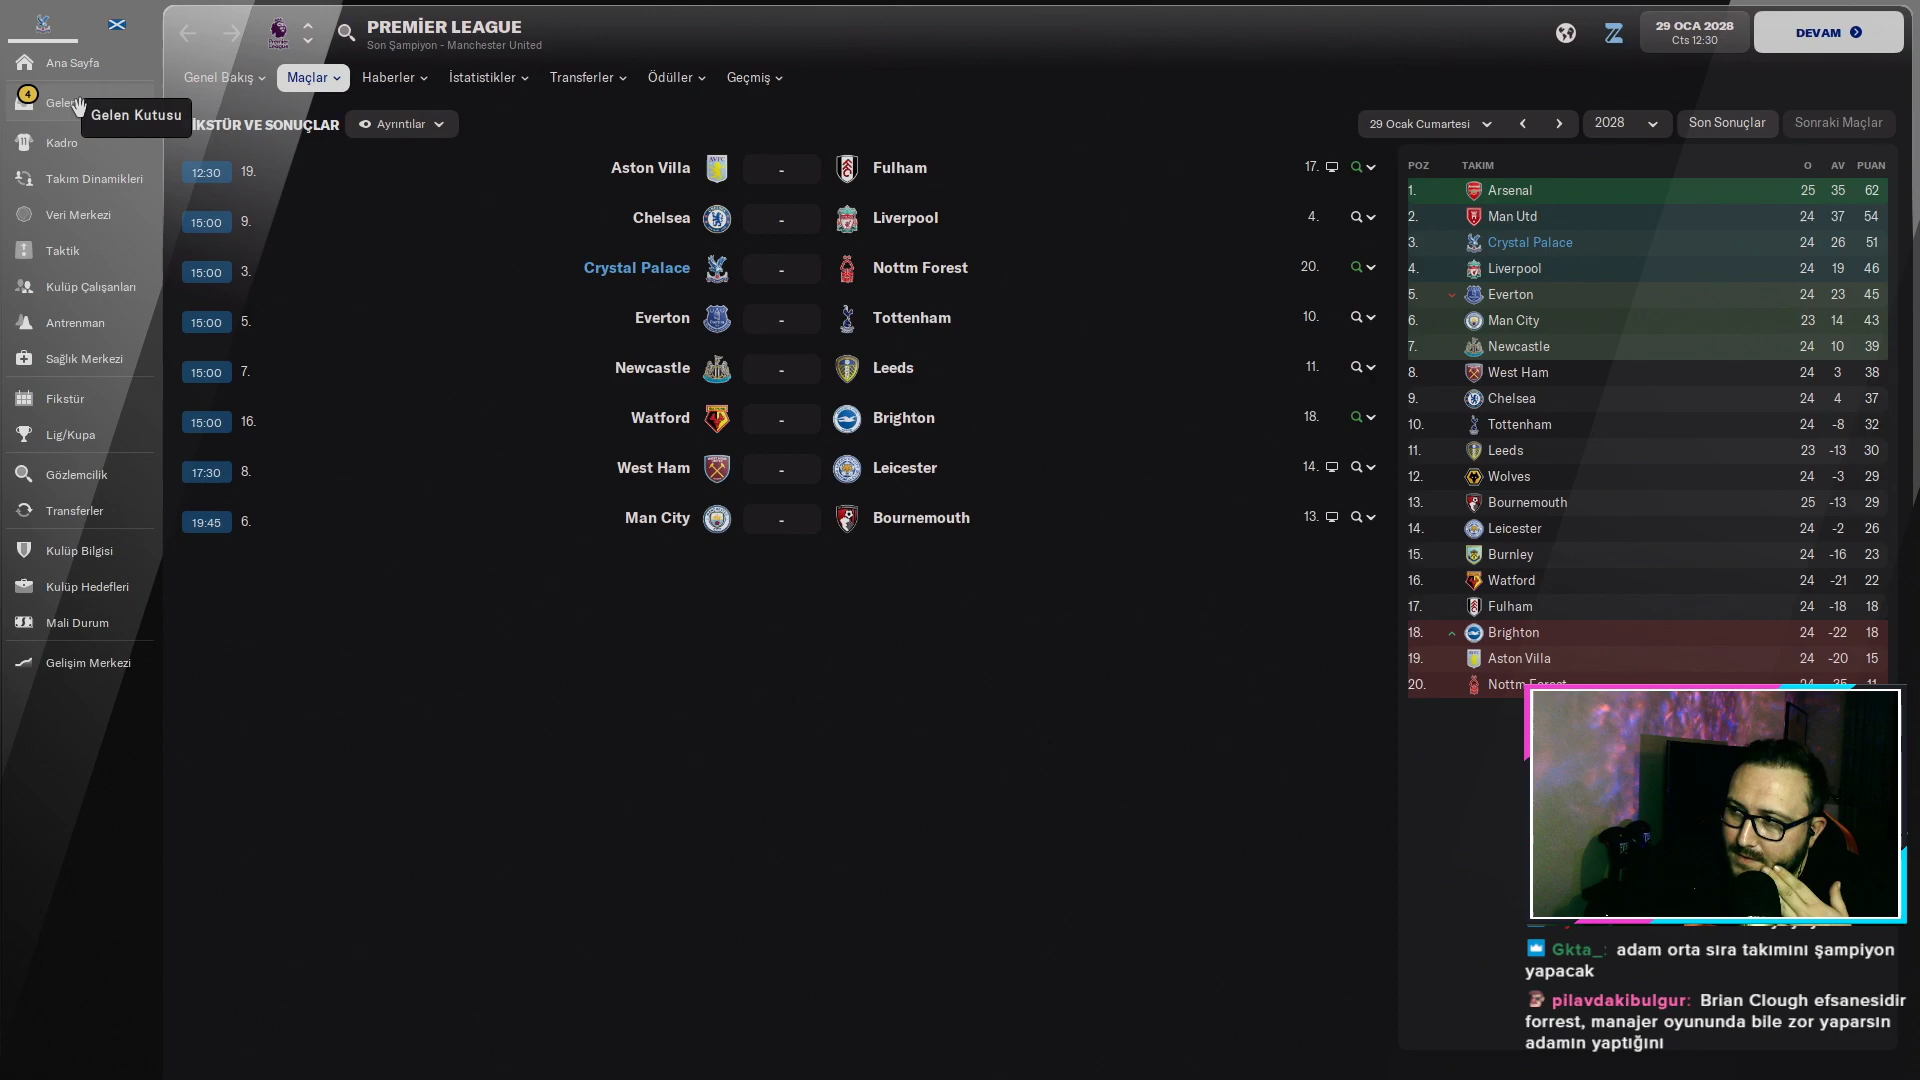 PREMİER LEAGUE
Son Şampiyon - Manchester United
29 OCA 2028
Cts 12:30
DEVAM
Genel Bakış
Maçlar
Haberler
İstatistikler
Transferler
Ödüller
Geçmiş
Ana Sayfa
4
Gelen Kutusu
Kadro
Takım Dinamikleri
Veri Merkezi
Taktik
Kulüp Çalışanları
Antrenman
Sağlık Merkezi
Fikstür
Lig/Kupa
Gözlemcilik
Transferler
Kulüp Bilgisi
Kulüp Hedefleri
Mali Durum
Gelişim Merkezi
İKSTÜR VE SONUÇLAR
Ayrıntılar
29 Ocak Cumartesi
2028
Son Sonuçlar
Sonraki Maçlar
12:30 19. Aston Villa - Fulham 17.
15:00 9. Chelsea - Liverpool 4.
15:00 3. Crystal Palace - Nottm Forest 20.
15:00 5. Everton - Tottenham 10.
15:00 7. Newcastle - Leeds 11.
15:00 16. Watford - Brighton 18.
17:30 8. West Ham - Leicester 14.
19:45 6. Man City - Bournemouth 13.
POZ TAKIM O AV PUAN
1. Arsenal 25 35 62
2. Man Utd 24 37 54
3. Crystal Palace 24 26 51
4. Liverpool 24 19 46
5. Everton 24 23 45
6. Man City 23 14 43
7. Newcastle 24 10 39
8. West Ham 24 3 38
9. Chelsea 24 4 37
10. Tottenham 24 -8 32
11. Leeds 23 -13 30
12. Wolves 24 -3 29
13. Bournemouth 25 -13 29
14. Leicester 24 -2 26
15. Burnley 24 -16 23
16. Watford 24 -21 22
17. Fulham 24 -18 18
18. Brighton 24 -22 18
19. Aston Villa 24 -20 15
20. Nottm Forest 24 -35 11
Gkta_: adam orta sıra takımını şampiyon
yapacak
pilavdakibulgur: Brian Clough efsanesidir
forrest, manajer oyununda bile zor yaparsın
adamın yaptığını